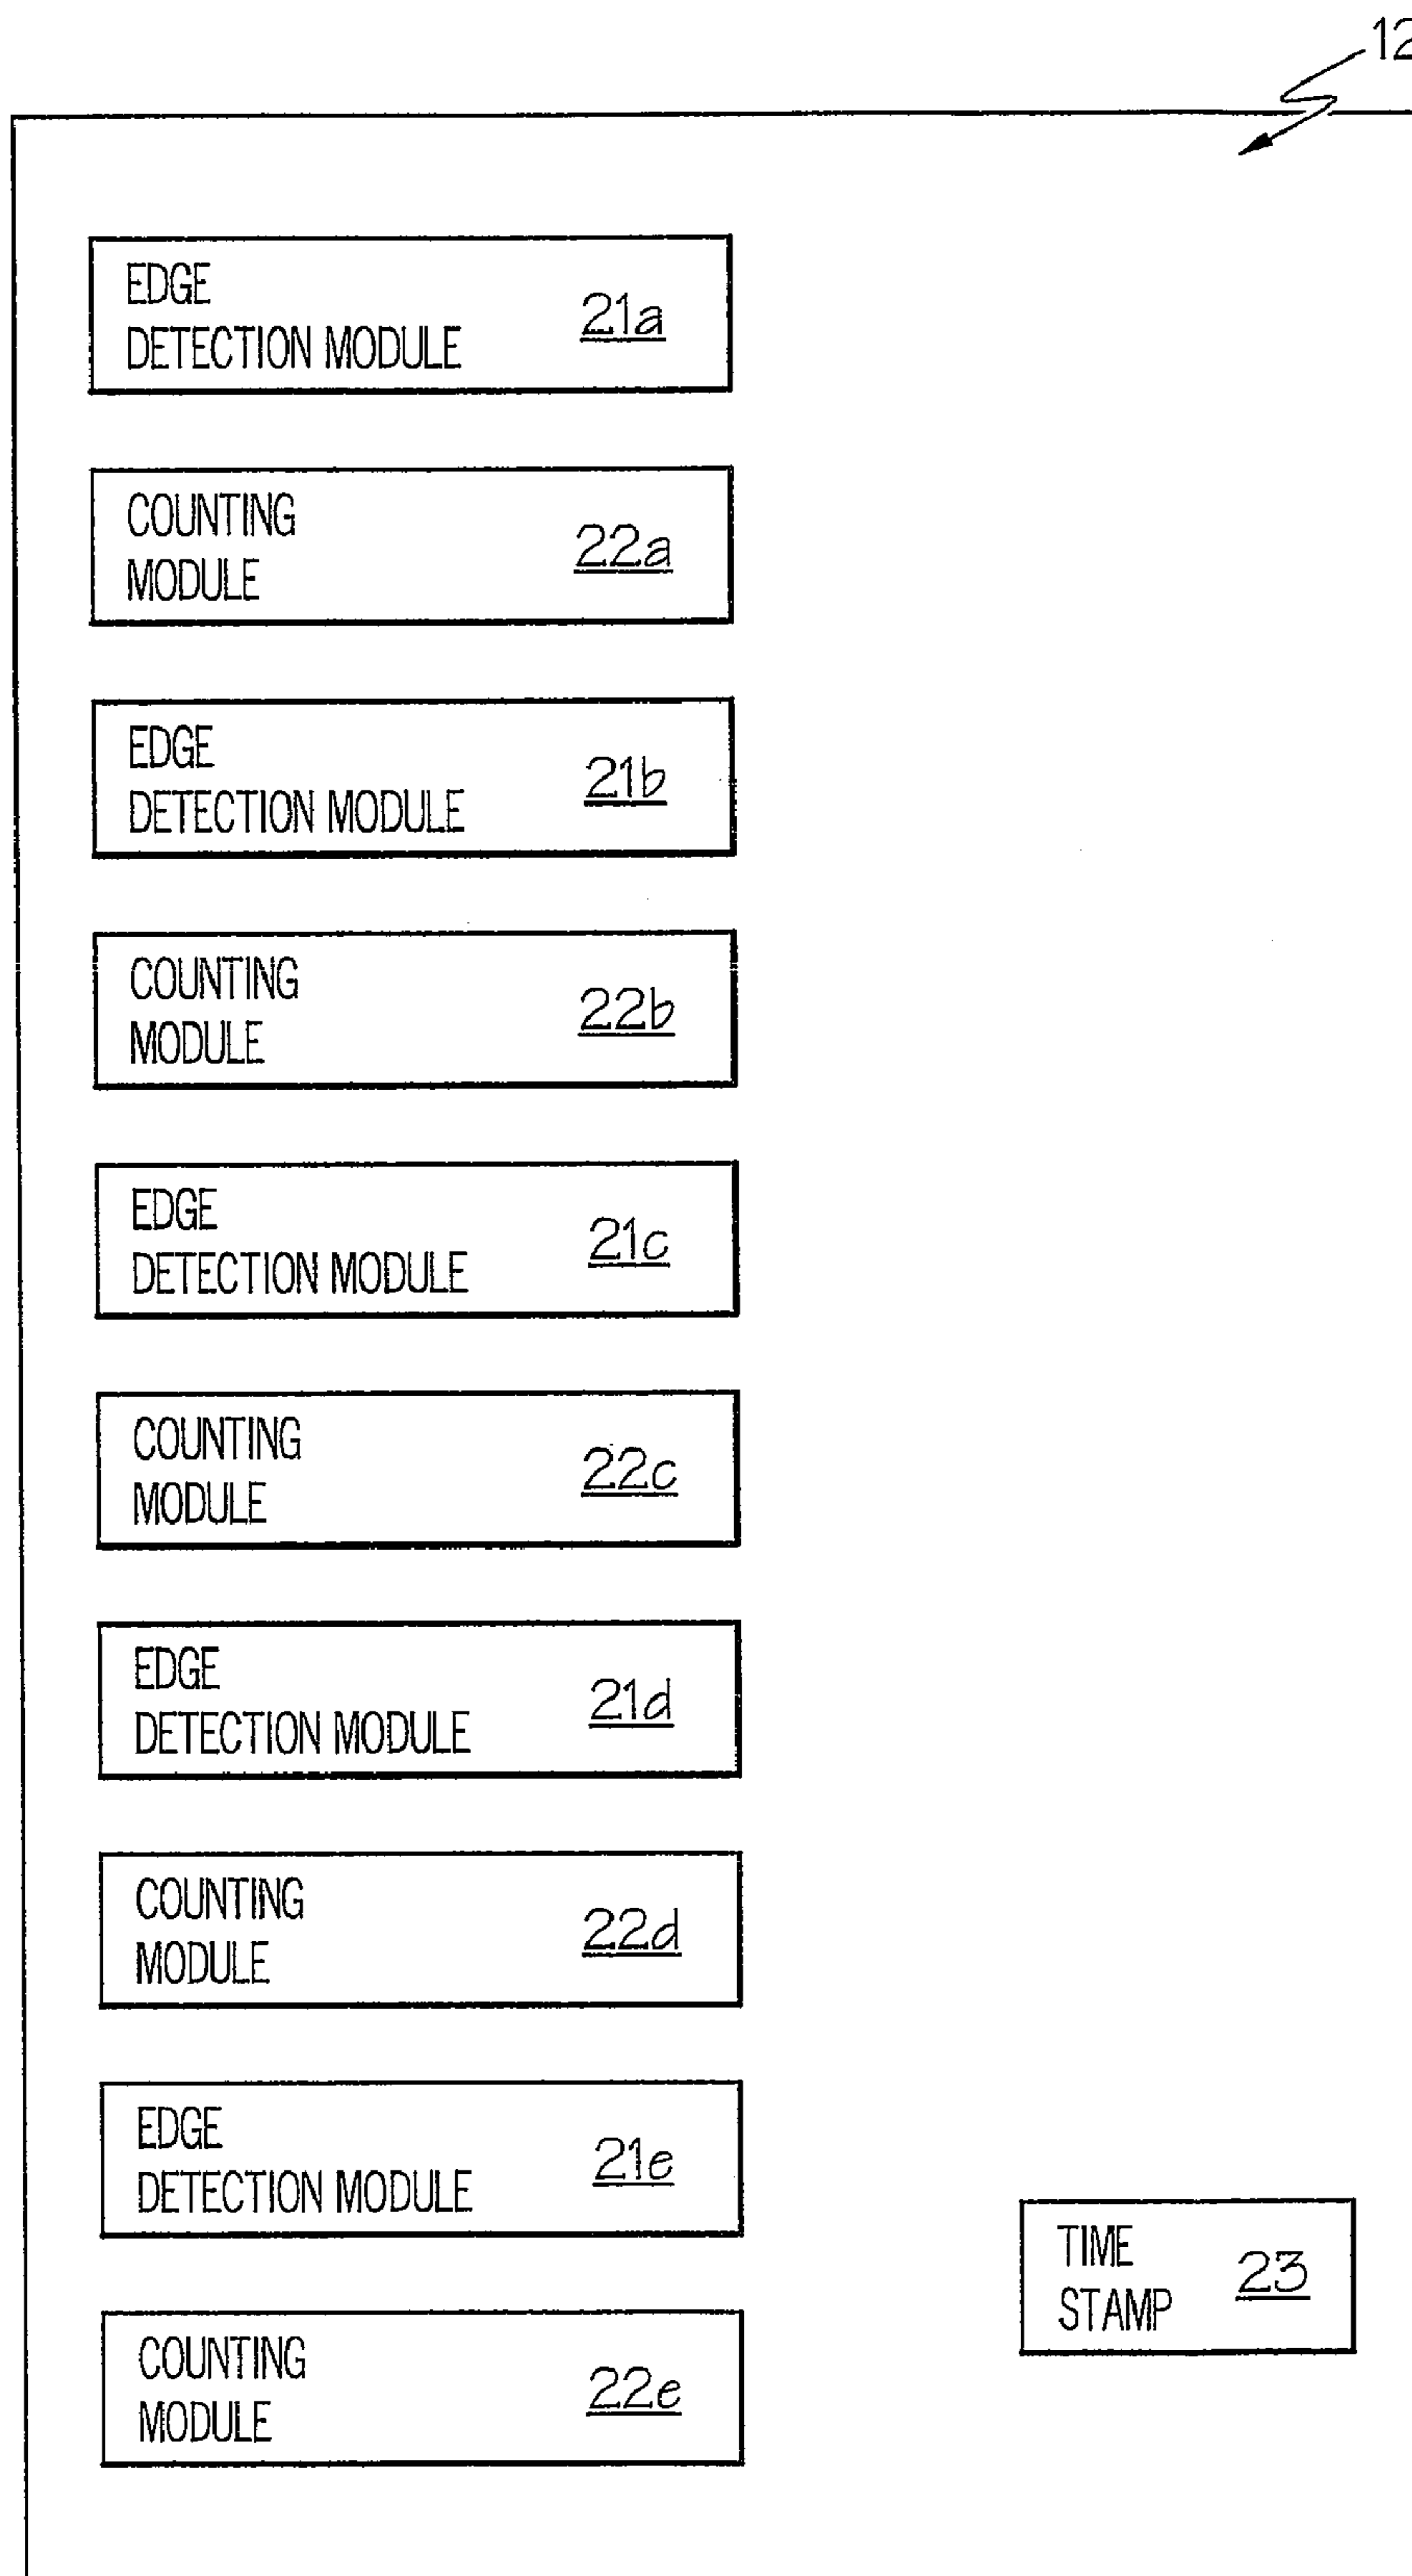 12
EDGE
DETECTION MODULE
21a
COUNTING
MODULE
22a
EDGE
DETECTION MODULE
21b
COUNTING
MODULE
22b
EDGE
DETECTION MODULE
21c
COUNTING
MODULE
22c
EDGE
DETECTION MODULE
21d
COUNTING
MODULE
22d
EDGE
DETECTION MODULE
21e
TIME
STAMP
23
COUNTING
MODULE
22e